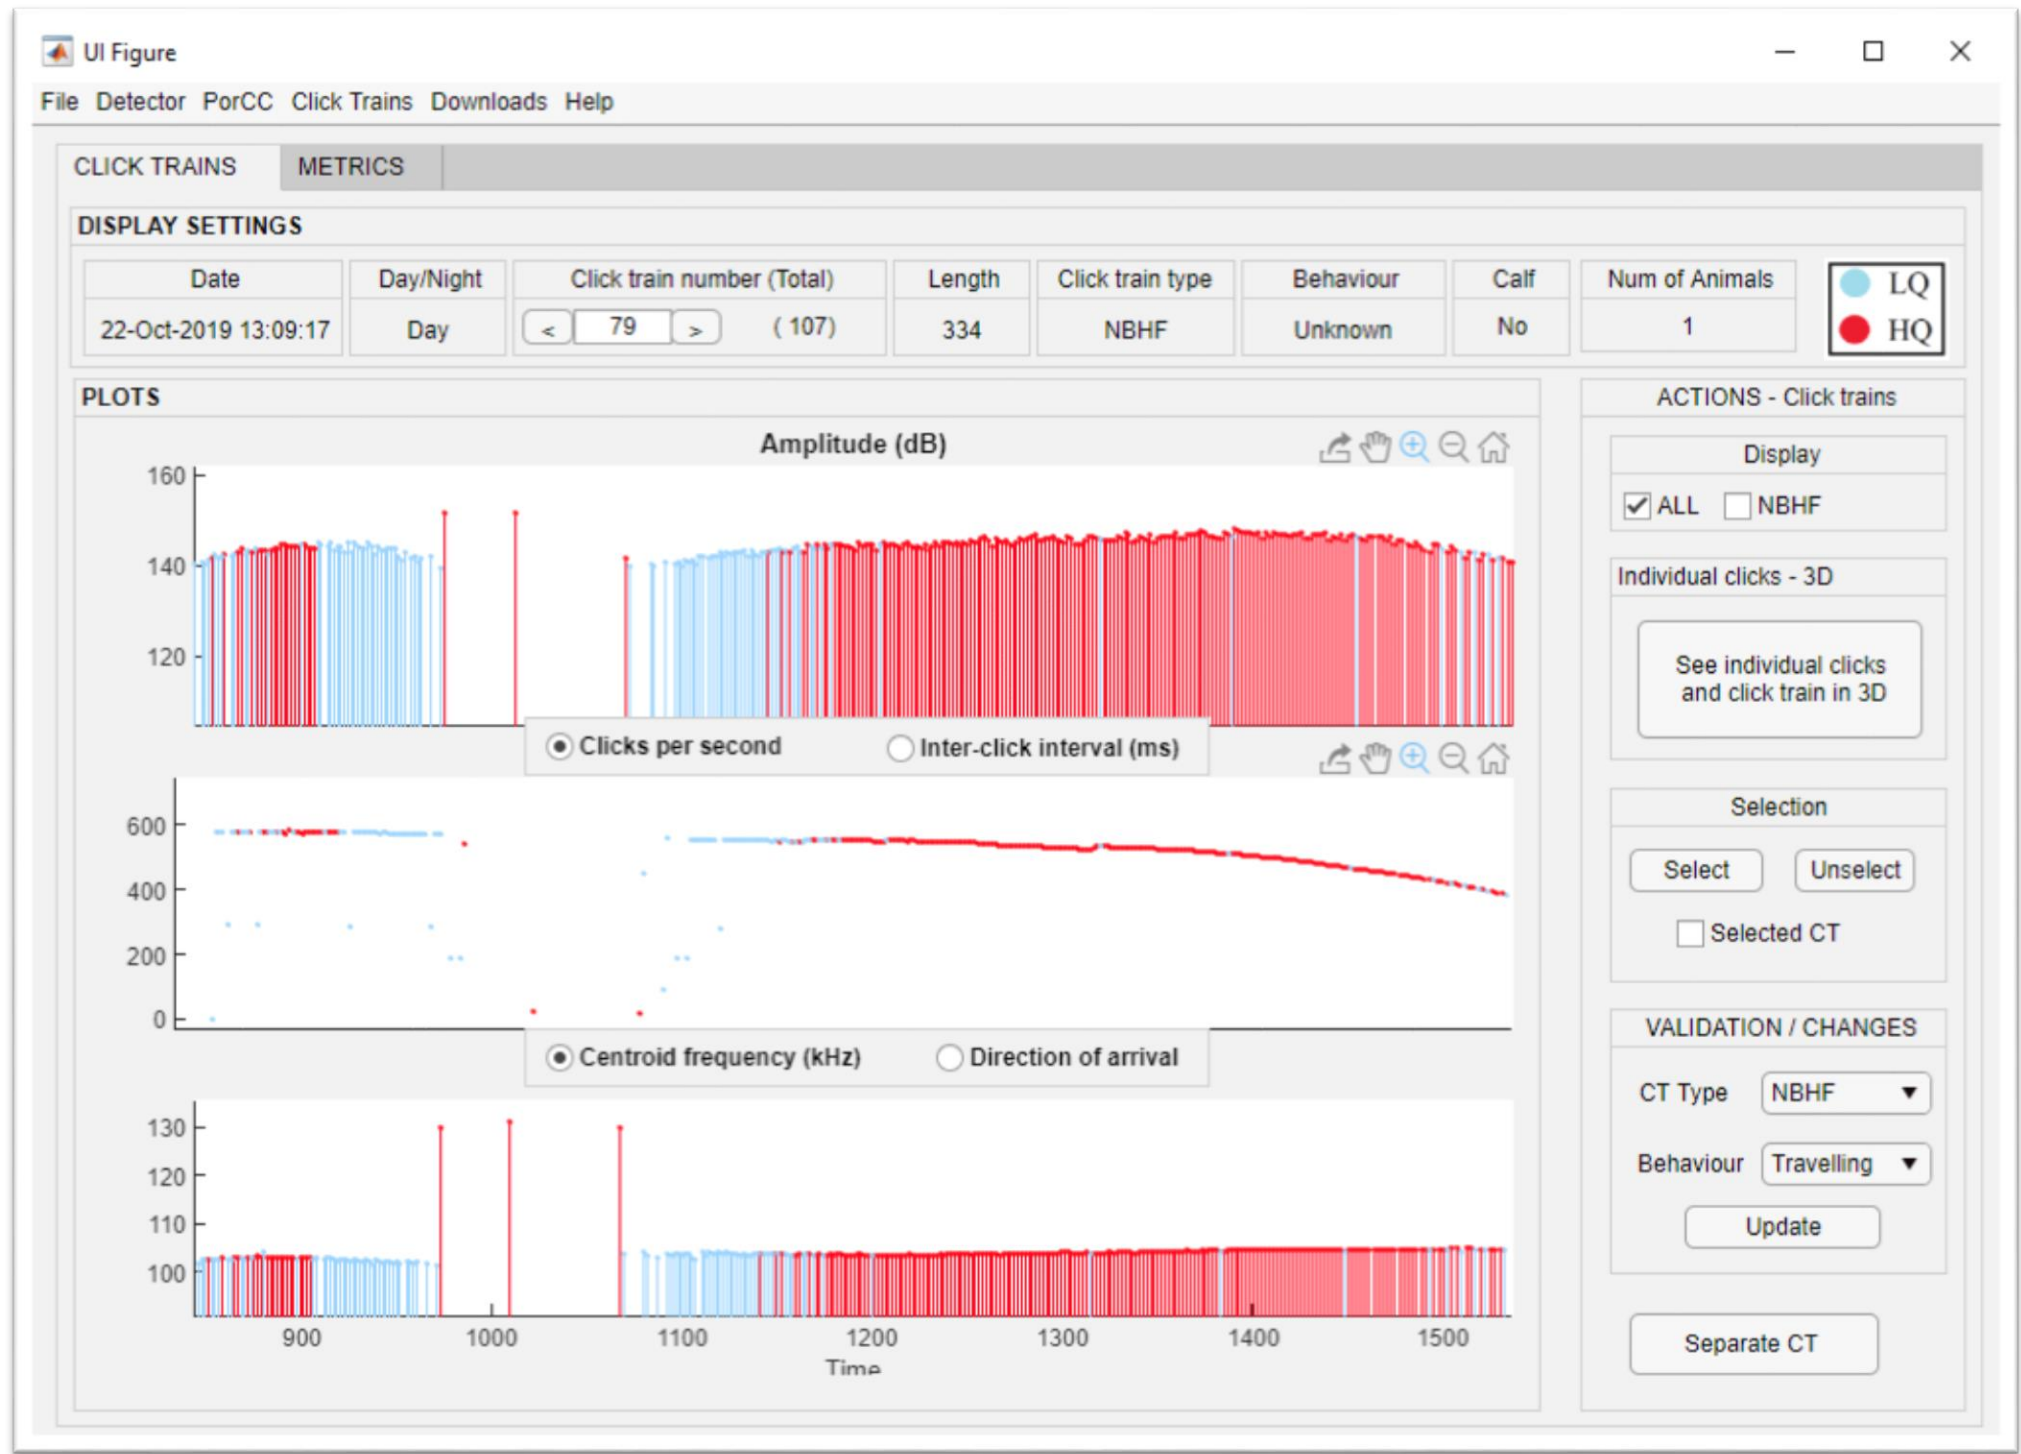 UI Figure
File Detector PorCC Click Trains Downloads Help
CLICK TRAINS METRICS
DISPLAY SETTINGS
Date Day/Night Click train number (Total) Length Click train type Behaviour Calf Num of Animals
22-Oct-2019 13:09:17 Day < 79 > ( 107) 334 NBHF Unknown No 1
LQ
HQ
PLOTS
Amplitude (dB)
160
140
120
Clicks per second Inter-click interval (ms)
600
400
200
0
Centroid frequency (kHz) Direction of arrival
130
120
110
100
900 1000 1100 1200 1300 1400 1500
Time
ACTIONS - Click trains
Display
ALL NBHF
Individual clicks - 3D
See individual clicks
and click train in 3D
Selection
Select Unselect
Selected CT
VALIDATION / CHANGES
CT Type NBHF
Behaviour Travelling
Update
Separate CT